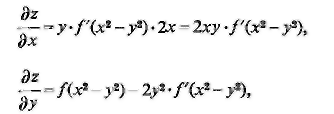 ∂z/∂x = y·f′(x²−y²)·2x = 2xy·f′(x²−y²),
∂z/∂y = f(x²−y²)−2y²·f′(x²−y²),